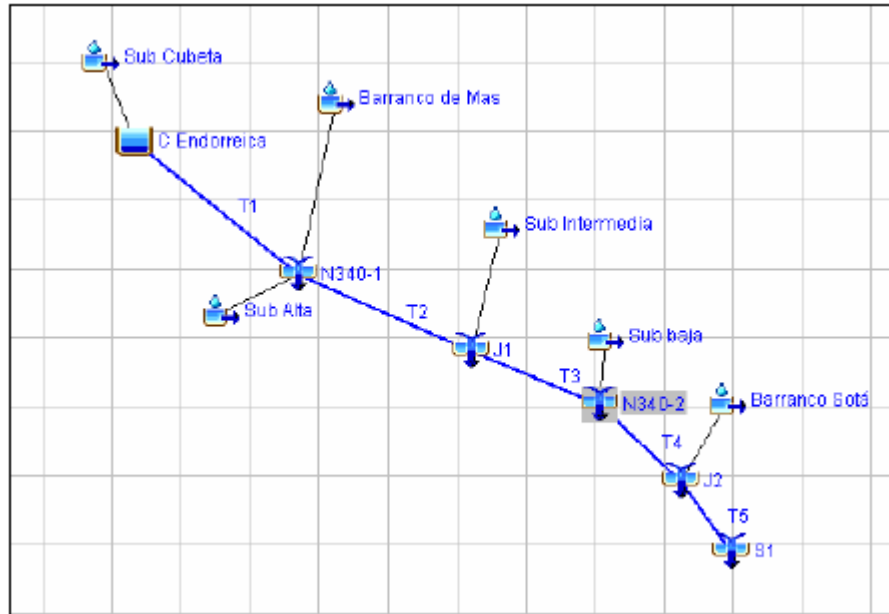 Sub Cubeta
Barranco de Mas
C Endorreica
T1
Sub Intermedia
N340-1
Sub Alta
T2
Sub baja
J1
T3
N340-2
Barranco Sotá
T4
J2
T5
S1